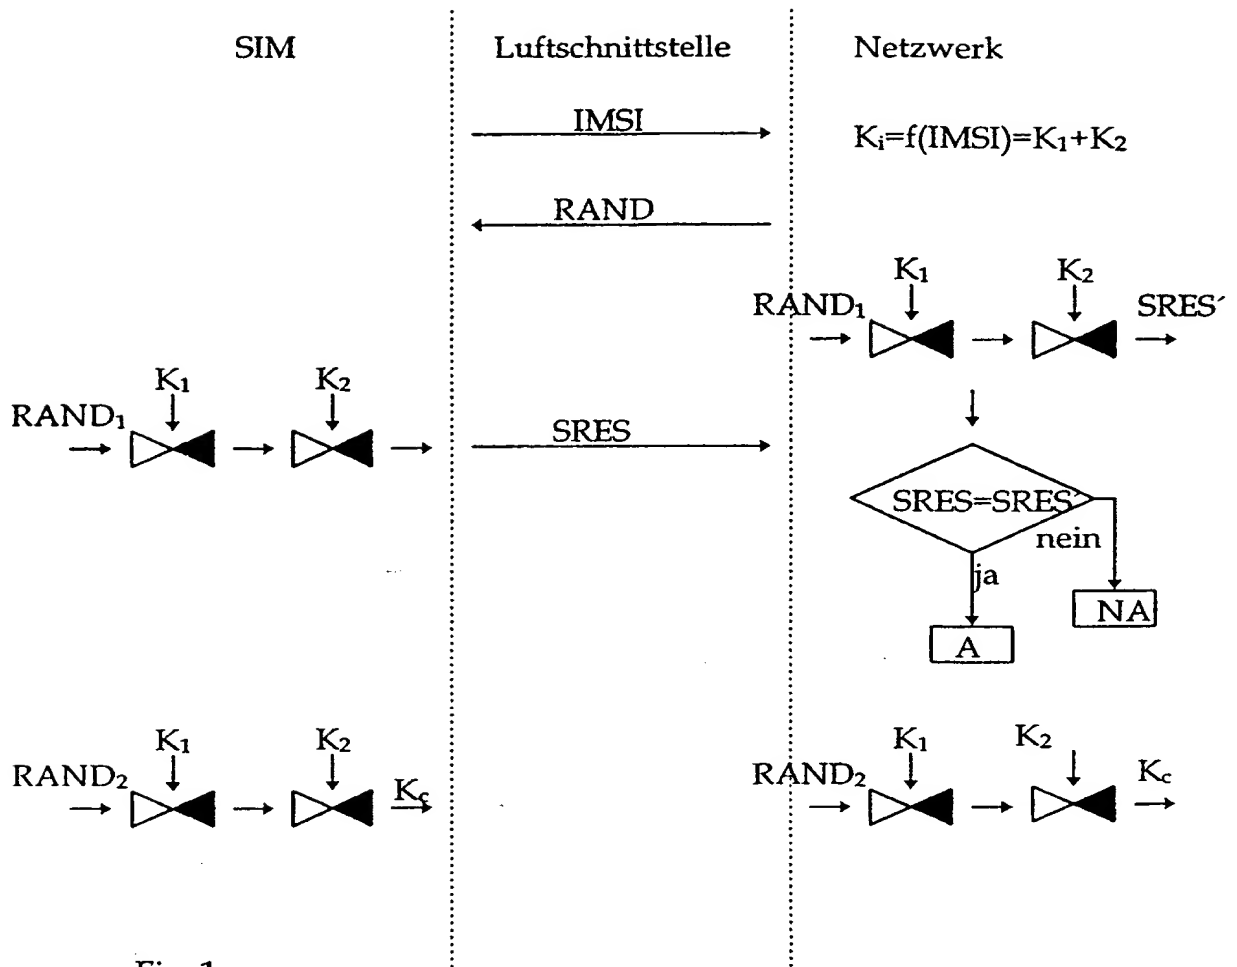 SIM
Luftschnittstelle
Netzwerk
IMSI
Ki=f(IMSI)=K1+K2
RAND
K1
K2
RAND1
SRES´
K1
K2
RAND1
SRES
SRES=SRES´
nein
ja
NA
A
K1
K2
RAND2
Kc
K1
K2
RAND2
Kc